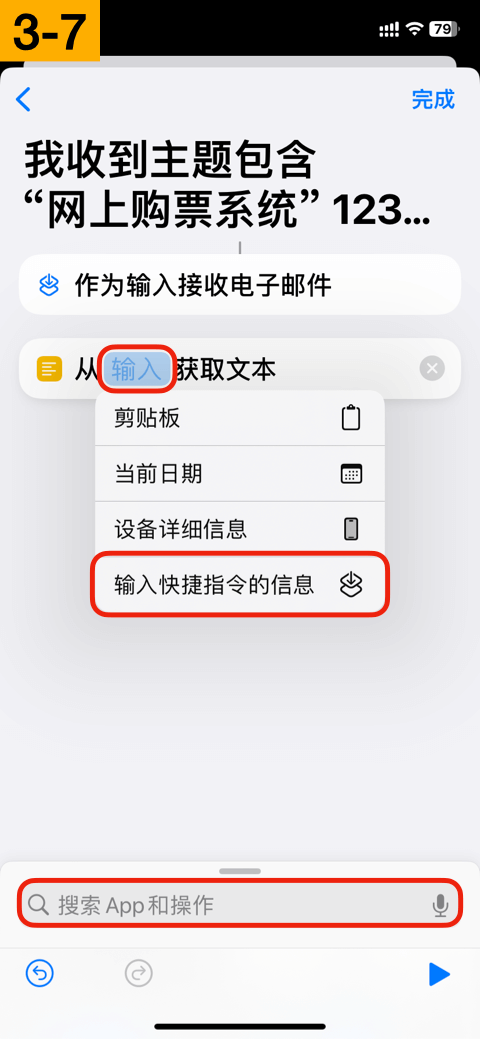 3-7
79
完成
我收到主题包含
“网上购票系统” 123...
作为输入接收电子邮件
从 输入 获取文本
剪贴板
当前日期
设备详细信息
输入快捷指令的信息
搜索 App 和操作